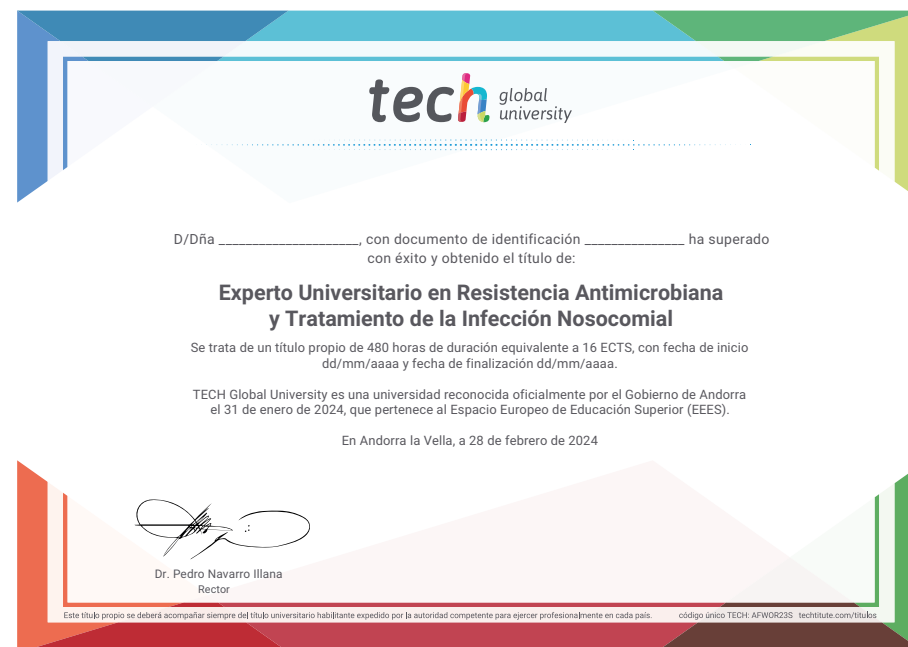 tech global university
D/Dña _____________________, con documento de identificación _______________ ha superado
con éxito y obtenido el título de:
Experto Universitario en Resistencia Antimicrobiana
y Tratamiento de la Infección Nosocomial
Se trata de un título propio de 480 horas de duración equivalente a 16 ECTS, con fecha de inicio
dd/mm/aaaa y fecha de finalización dd/mm/aaaa.
TECH Global University es una universidad reconocida oficialmente por el Gobierno de Andorra
el 31 de enero de 2024, que pertenece al Espacio Europeo de Educación Superior (EEES).
En Andorra la Vella, a 28 de febrero de 2024
Dr. Pedro Navarro Illana
Rector
Este título propio se deberá acompañar siempre del título universitario habilitante expedido por la autoridad competente para ejercer profesionalmente en cada país. código único TECH: AFWOR23S techtitute.com/titulos